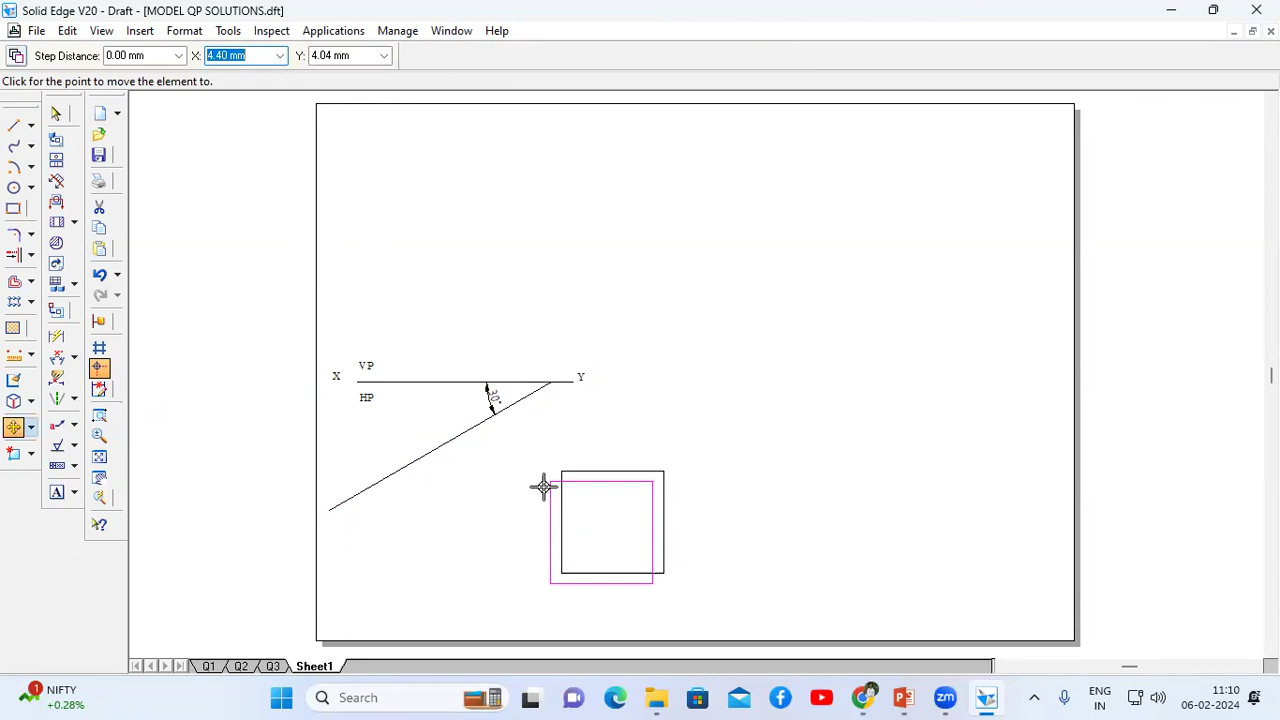 Solid Edge V20 - Draft - [MODEL QP SOLUTIONS.dft]
File Edit View Insert Format Tools Inspect Applications Manage Window Help
Step Distance: 0.00 mm X: 4.40 mm Y: 4.04 mm
Click for the point to move the element to.
VP
X Y
HP
30°
Q1 Q2 Q3 Sheet1
NIFTY
+0.28%
1
Search
ENG
IN
11:10
06-02-2024